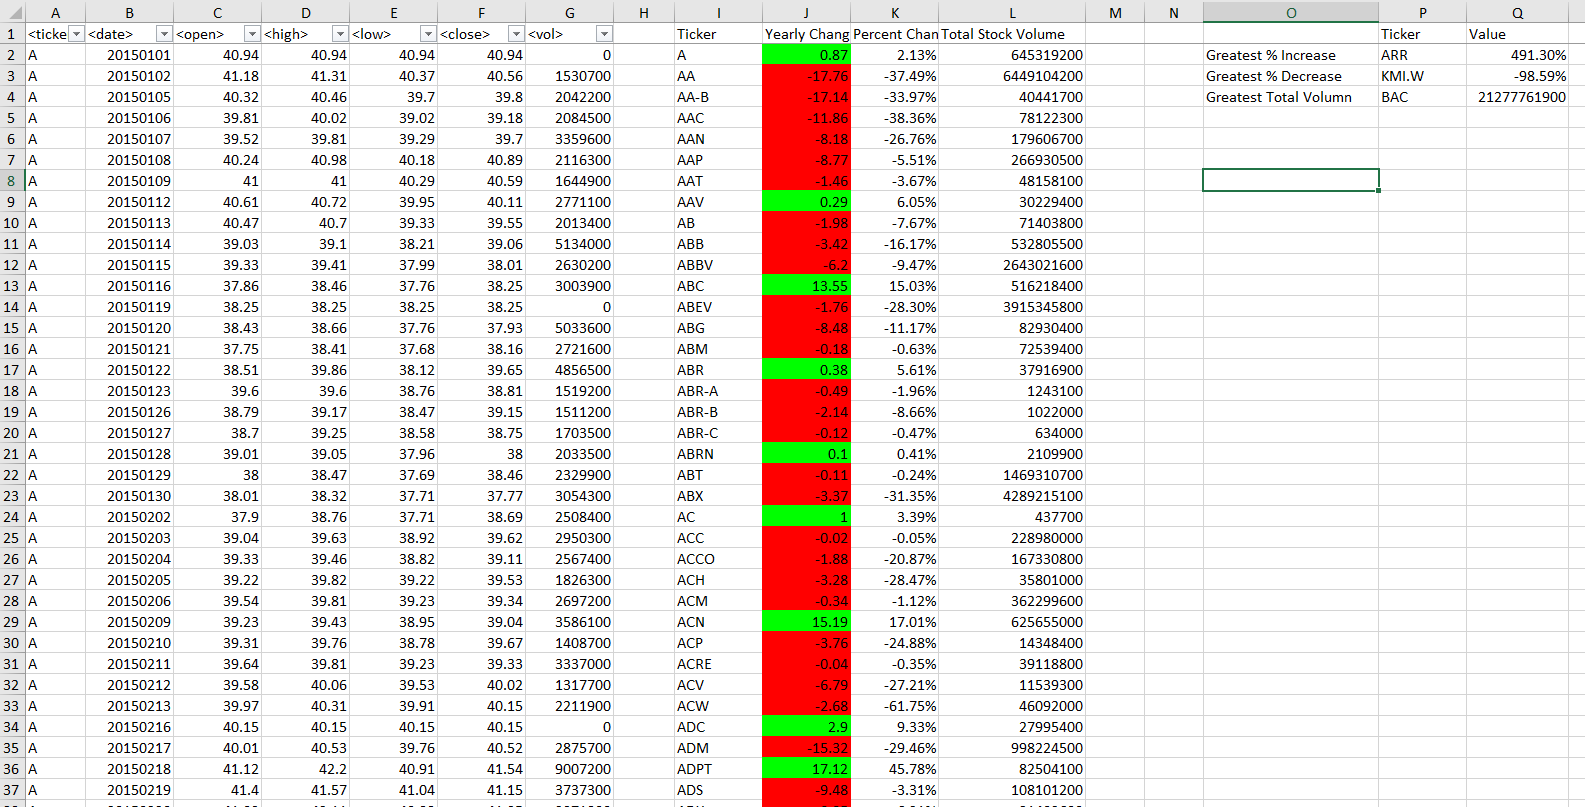 A B C D E F G H I J K L M N O P Q
1 <ticke <date> <open> <high> <low> <close> <vol> Ticker Yearly Chang Percent Chan Total Stock Volume Ticker Value
2 A 20150101 40.94 40.94 40.94 40.94 0 A 0.87 2.13% 645319200 Greatest % Increase ARR 491.30%
3 A 20150102 41.18 41.31 40.37 40.56 1530700 AA -17.76 -37.49% 6449104200 Greatest % Decrease KMI.W -98.59%
4 A 20150105 40.32 40.46 39.7 39.8 2042200 AA-B -17.14 -33.97% 40441700 Greatest Total Volumn BAC 21277761900
5 A 20150106 39.81 40.02 39.02 39.18 2084500 AAC -11.86 -38.36% 78122300
6 A 20150107 39.52 39.81 39.29 39.7 3359600 AAN -8.18 -26.76% 179606700
7 A 20150108 40.24 40.98 40.18 40.89 2116300 AAP -8.77 -5.51% 266930500
8 A 20150109 41 41 40.29 40.59 1644900 AAT -1.46 -3.67% 48158100
9 A 20150112 40.61 40.72 39.95 40.11 2771100 AAV 0.29 6.05% 30229400
10 A 20150113 40.47 40.7 39.33 39.55 2013400 AB -1.98 -7.67% 71403800
11 A 20150114 39.03 39.1 38.21 39.06 5134000 ABB -3.42 -16.17% 532805500
12 A 20150115 39.33 39.41 37.99 38.01 2630200 ABBV -6.2 -9.47% 2643021600
13 A 20150116 37.86 38.46 37.76 38.25 3003900 ABC 13.55 15.03% 516218400
14 A 20150119 38.25 38.25 38.25 38.25 0 ABEV -1.76 -28.30% 3915345800
15 A 20150120 38.43 38.66 37.76 37.93 5033600 ABG -8.48 -11.17% 82930400
16 A 20150121 37.75 38.41 37.68 38.16 2721600 ABM -0.18 -0.63% 72539400
17 A 20150122 38.51 39.86 38.12 39.65 4856500 ABR 0.38 5.61% 37916900
18 A 20150123 39.6 39.6 38.76 38.81 1519200 ABR-A -0.49 -1.96% 1243100
19 A 20150126 38.79 39.17 38.47 39.15 1511200 ABR-B -2.14 -8.66% 1022000
20 A 20150127 38.7 39.25 38.58 38.75 1703500 ABR-C -0.12 -0.47% 634000
21 A 20150128 39.01 39.05 37.96 38 2033500 ABRN 0.1 0.41% 2109900
22 A 20150129 38 38.47 37.69 38.46 2329900 ABT -0.11 -0.24% 1469310700
23 A 20150130 38.01 38.32 37.71 37.77 3054300 ABX -3.37 -31.35% 4289215100
24 A 20150202 37.9 38.76 37.71 38.69 2508400 AC 1 3.39% 437700
25 A 20150203 39.04 39.63 38.92 39.62 2950300 ACC -0.02 -0.05% 228980000
26 A 20150204 39.33 39.46 38.82 39.11 2567400 ACCO -1.88 -20.87% 167330800
27 A 20150205 39.22 39.82 39.22 39.53 1826300 ACH -3.28 -28.47% 35801000
28 A 20150206 39.54 39.81 39.23 39.34 2697200 ACM -0.34 -1.12% 362299600
29 A 20150209 39.23 39.43 38.95 39.04 3586100 ACN 15.19 17.01% 625655000
30 A 20150210 39.31 39.76 38.78 39.67 1408700 ACP -3.76 -24.88% 14348400
31 A 20150211 39.64 39.81 39.23 39.33 3337000 ACRE -0.04 -0.35% 39118800
32 A 20150212 39.58 40.06 39.53 40.02 1317700 ACV -6.79 -27.21% 11539300
33 A 20150213 39.97 40.31 39.91 40.15 2211900 ACW -2.68 -61.75% 46092000
34 A 20150216 40.15 40.15 40.15 40.15 0 ADC 2.9 9.33% 27995400
35 A 20150217 40.01 40.53 39.76 40.52 2875700 ADM -15.32 -29.46% 998224500
36 A 20150218 41.12 42.2 40.91 41.54 9007200 ADPT 17.12 45.78% 82504100
37 A 20150219 41.4 41.57 41.04 41.15 3737300 ADS -9.48 -3.31% 108101200